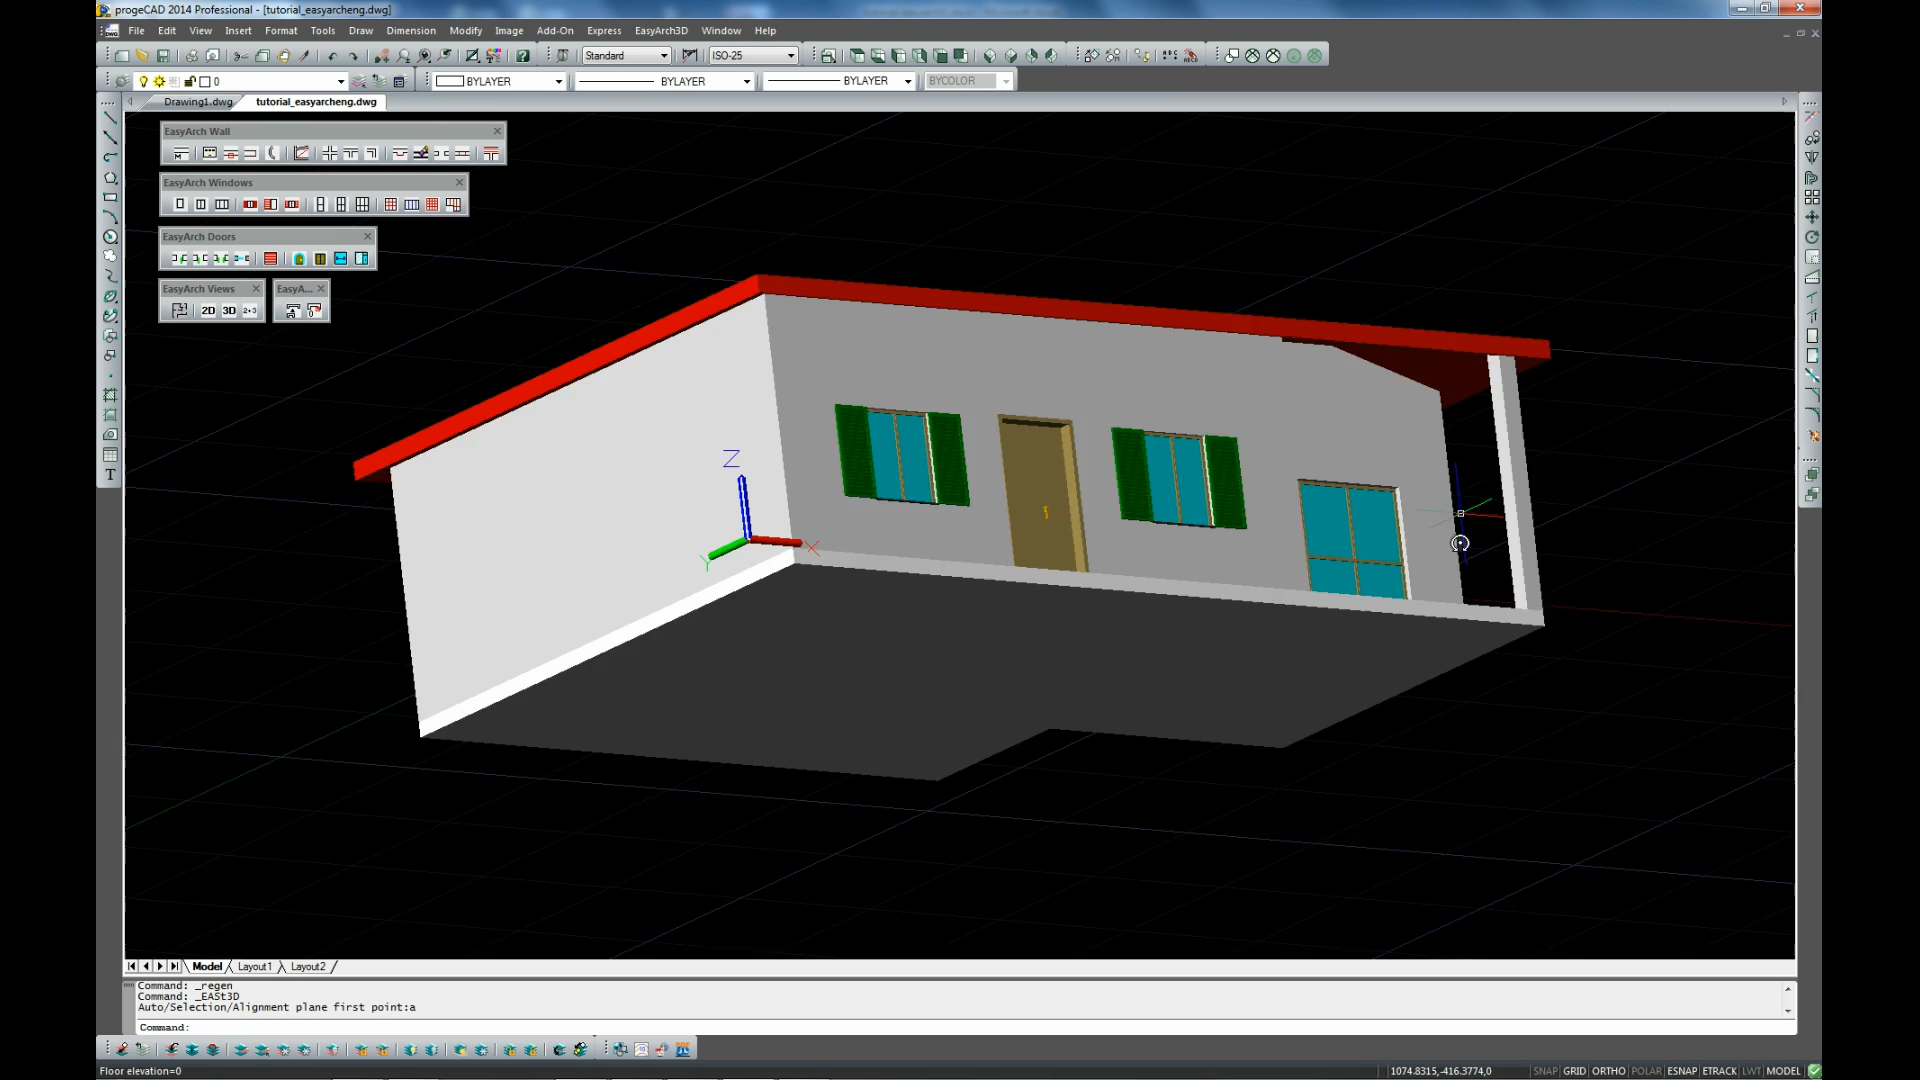 progeCAD 2014 Professional - [tutorial_easyarcheng.dwg]
File Edit View Insert Format Tools Draw Dimension Modify Image Add-On Express EasyArch3D Window Help
Standard ISO-25
0 BYLAYER BYLAYER BYLAYER BYCOLOR
Drawing1.dwg tutorial_easyarcheng.dwg
EasyArch Wall
EasyArch Windows
EasyArch Doors
EasyArch Views EasyA...
2D 3D 2+3
Z
X
Y
T
Model Layout1 Layout2
Command: _regen
Command: _EASt3D
Auto/Selection/Alignment plane first point:a
Command:
Floor elevation=0 1074.8315,-416.3774,0 SNAP GRID ORTHO POLAR ESNAP ETRACK LWT MODEL